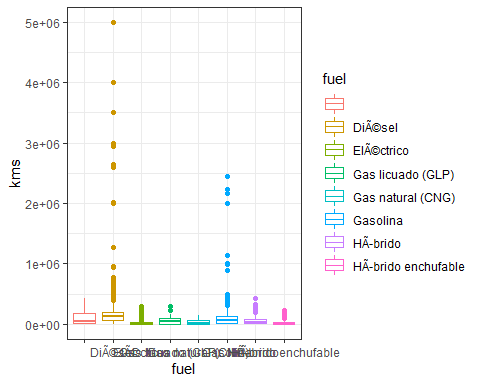 5e+06
4e+06
3e+06
2e+06
1e+06
0e+00
kms
fuel
fuel
DiÃ©sel
ElÃ©ctrico
Gas licuado (GLP)
Gas natural (CNG)
Gasolina
HÃ­brido
HÃ­brido enchufable